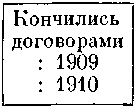 Кончились
договорами
: 1909
: 1910